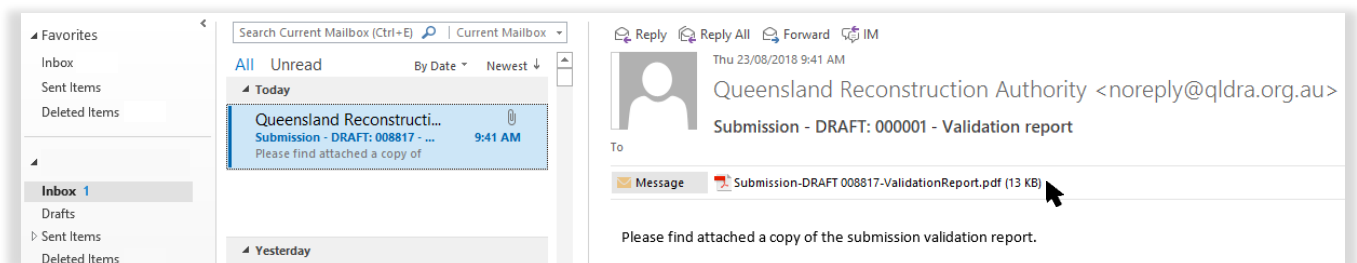 Favorites
Inbox
Sent Items
Deleted Items
Inbox 1
Drafts
Sent Items
Deleted Items
Search Current Mailbox (Ctrl+E) Current Mailbox
All Unread By Date Newest ↓
Today
Queensland Reconstructi...
Submission - DRAFT: 008817 - ... 9:41 AM
Please find attached a copy of
Yesterday
Reply Reply All Forward IM
Thu 23/08/2018 9:41 AM
Queensland Reconstruction Authority <noreply@qldra.org.au>
Submission - DRAFT: 000001 - Validation report
To
Message Submission-DRAFT 008817-ValidationReport.pdf (13 KB)
Please find attached a copy of the submission validation report.